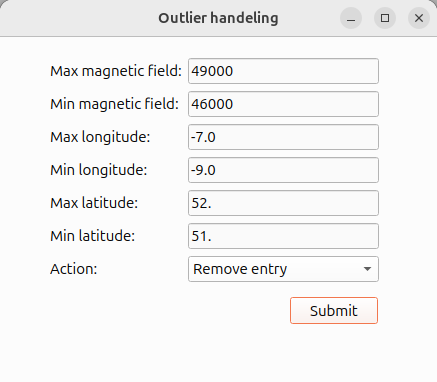 Outlier handeling
Max magnetic field: 49000
Min magnetic field: 46000
Max longitude: -7.0
Min longitude: -9.0
Max latitude: 52.
Min latitude: 51.
Action: Remove entry
Submit